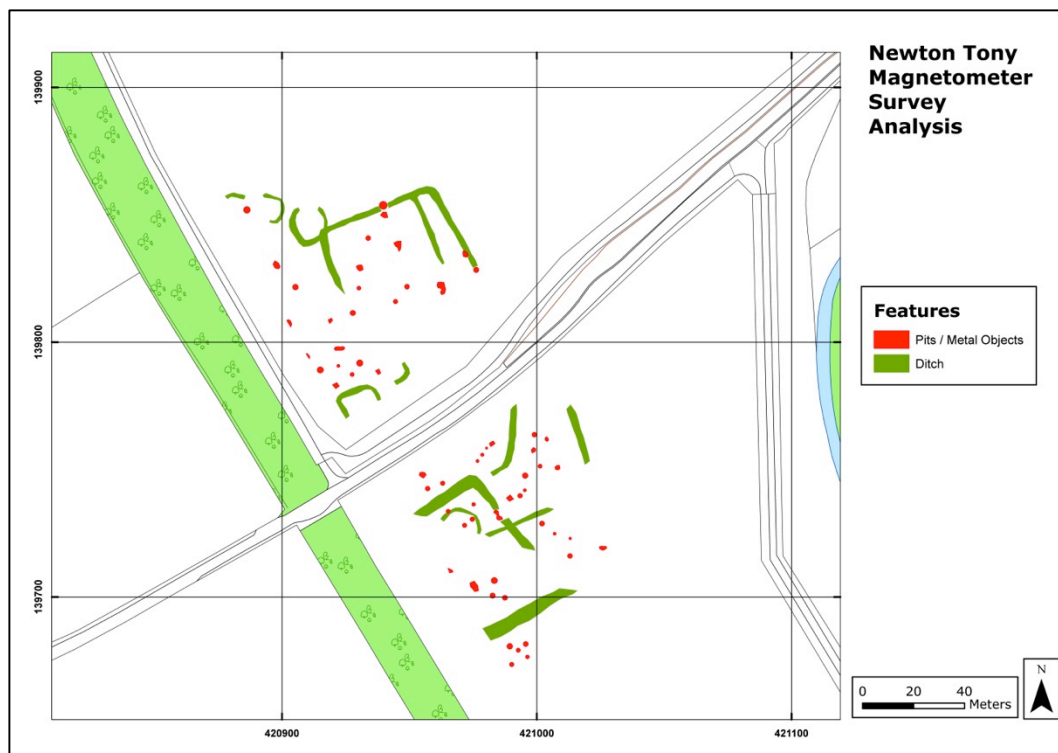 Newton Tony
Magnetometer
Survey
Analysis
139900
139800
139700
Features
Pits / Metal Objects
Ditch
N
0 20 40
Meters
420900 421000 421100